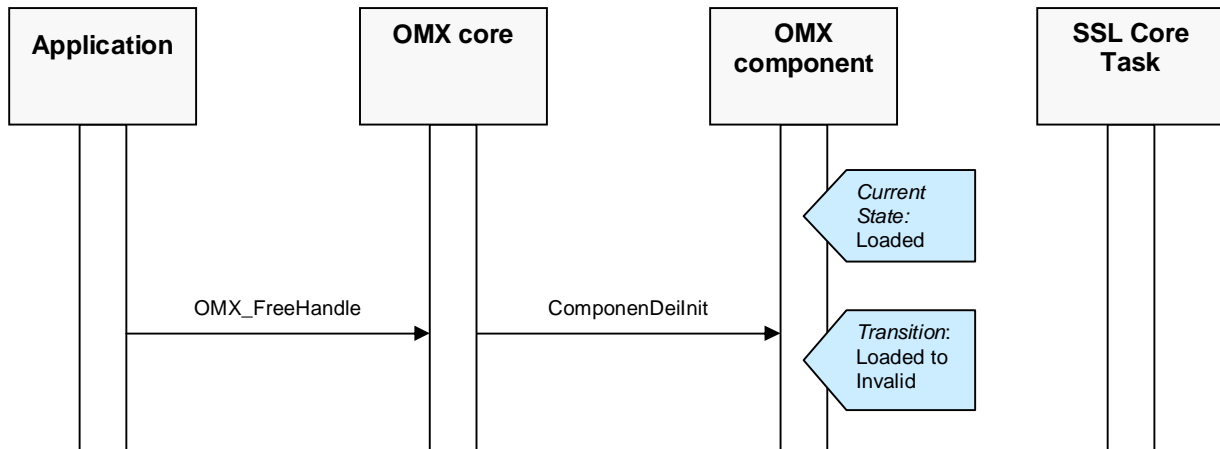 Application
OMX core
OMX
component
SSL Core
Task
Current
State:
Loaded
OMX_FreeHandle
ComponenDeiInit
Transition:
Loaded to
Invalid